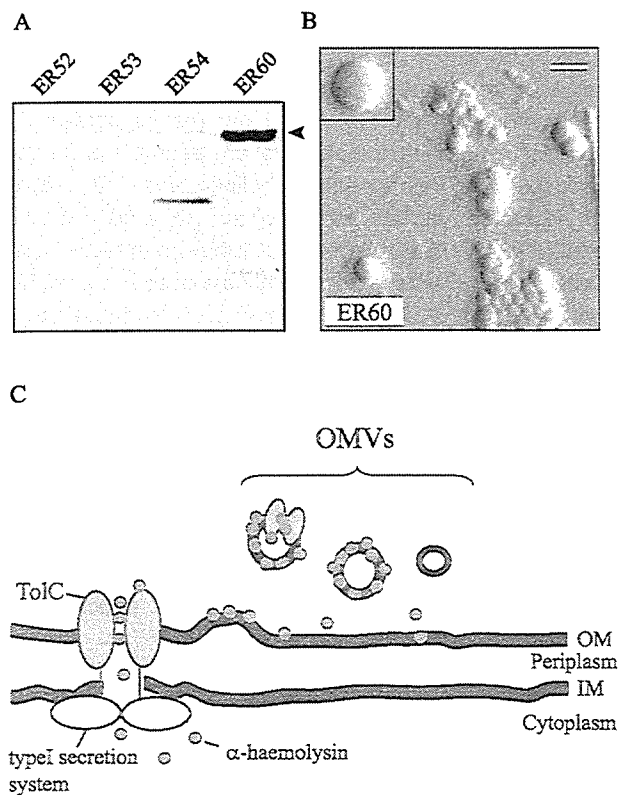 A
B
ER52
ER53
ER54
ER60
ER60
C
OMVs
TolC
OM
Periplasm
IM
Cytoplasm
typeI secretion
system
α-haemolysin